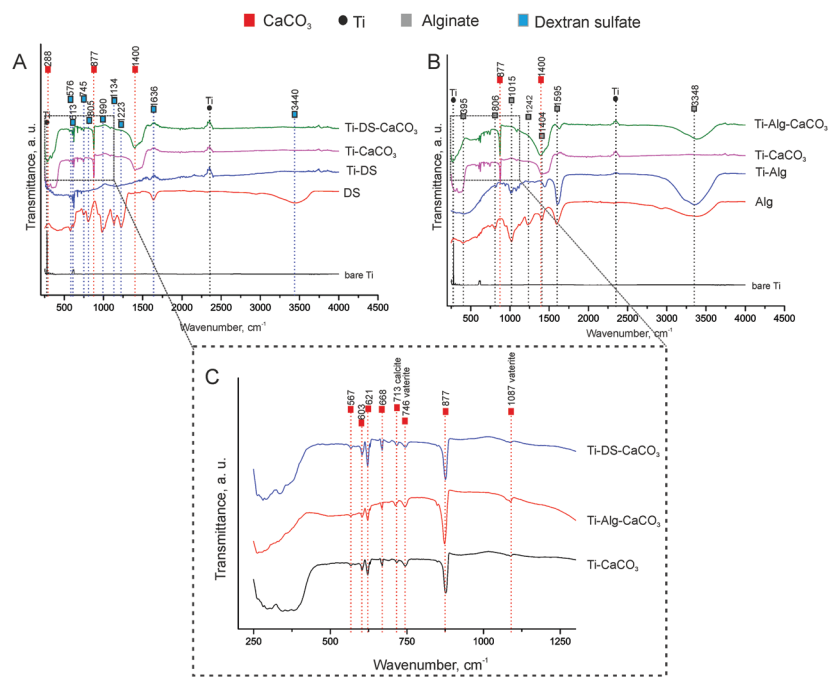 CaCO3
Ti
Alginate
Dextran sulfate
A
288
576
613
745
805
877
990
1134
1223
1400
1636
Ti
3440
Ti
Ti-DS-CaCO3
Ti-CaCO3
Ti-DS
DS
bare Ti
Transmittance, a. u.
500 1000 1500 2000 2500 3000 3500 4000 4500
Wavenumber, cm-1
B
Ti
395
806
877
1015
1242
1400
1404
1595
Ti
3348
Ti-Alg-CaCO3
Ti-CaCO3
Ti-Alg
Alg
bare Ti
Transmittance, a. u.
500 1000 1500 2000 2500 3000 3500 4000 4500
Wavenumber, cm-1
C
567
603
621
668
713 calcite
746 vaterite
877
1087 vaterite
Ti-DS-CaCO3
Ti-Alg-CaCO3
Ti-CaCO3
Transmittance, a. u.
250 500 750 1000 1250
Wavenumber, cm-1